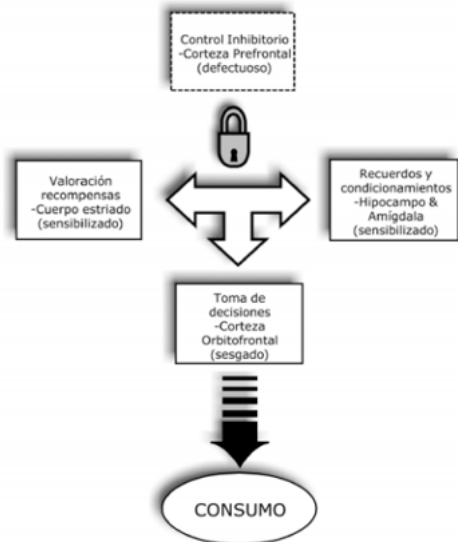 Control Inhibitorio
-Corteza Prefrontal
(defectuoso)
Valoración
recompensas
-Cuerpo estriado
(sensibilizado)
Recuerdos y
condicionamientos
-Hipocampo &
Amígdala
(sensibilizado)
Toma de
decisiones
-Corteza
Orbitofrontal
(sesgado)
CONSUMO